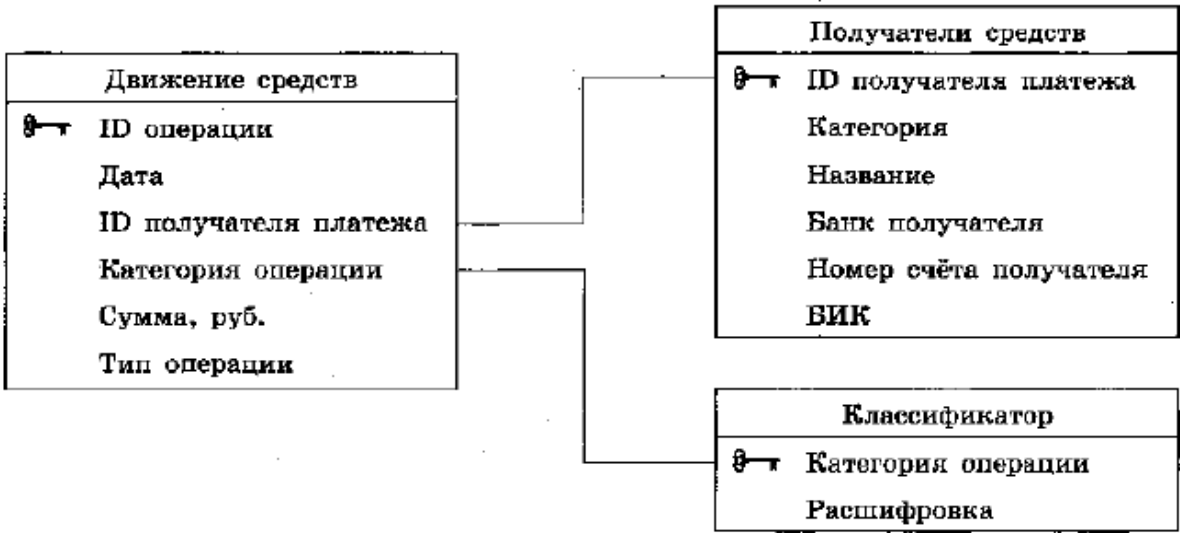 Движение средств
ID операции
Дата
ID получателя платежа
Категория операции
Сумма, руб.
Тип операции
Получатели средств
ID получателя платежа
Категория
Название
Банк получателя
Номер счёта получателя
БИК
Классификатор
Категория операции
Расшифровка